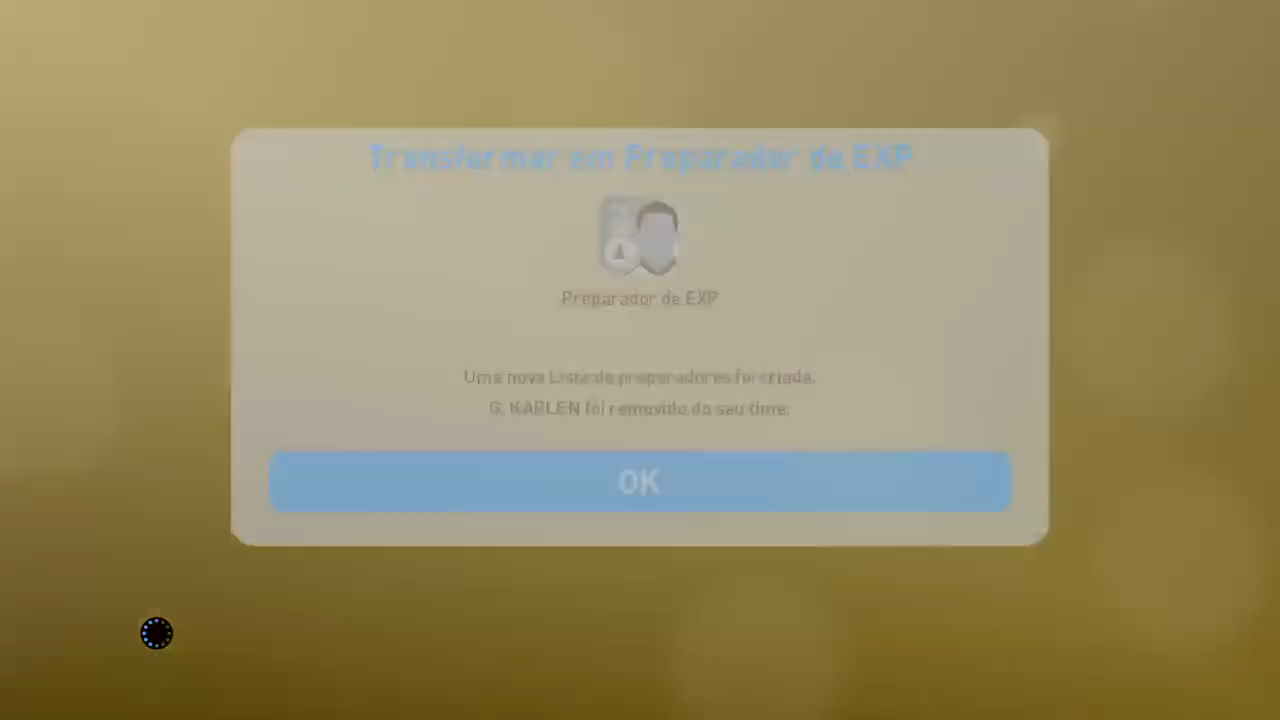 Transformar em Preparador de EXP
Preparador de EXP
Uma nova Lista de preparadores foi criada.
G. KARLEN foi removido do seu time.
OK